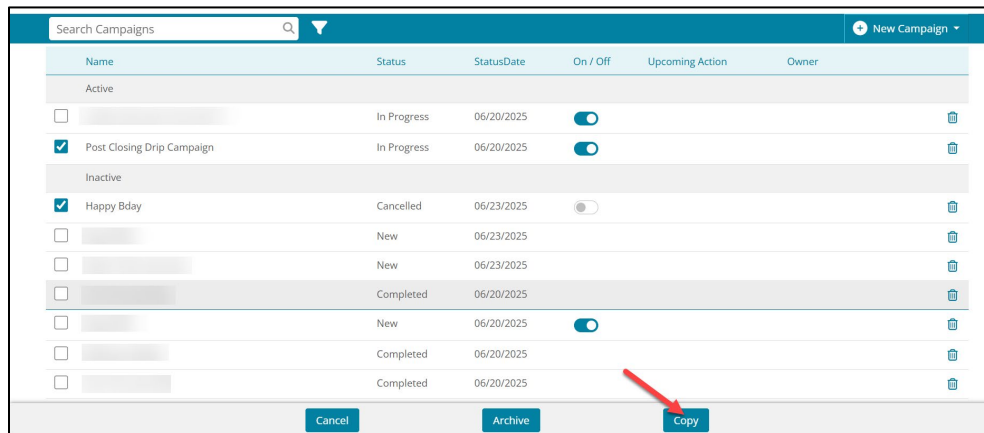 Search Campaigns New Campaign
Name Status StatusDate On / Off Upcoming Action Owner
Active
In Progress 06/20/2025
Post Closing Drip Campaign In Progress 06/20/2025
Inactive
Happy Bday Cancelled 06/23/2025
New 06/23/2025
New 06/23/2025
Completed 06/20/2025
New 06/20/2025
Completed 06/20/2025
Completed 06/20/2025
Cancel Archive Copy